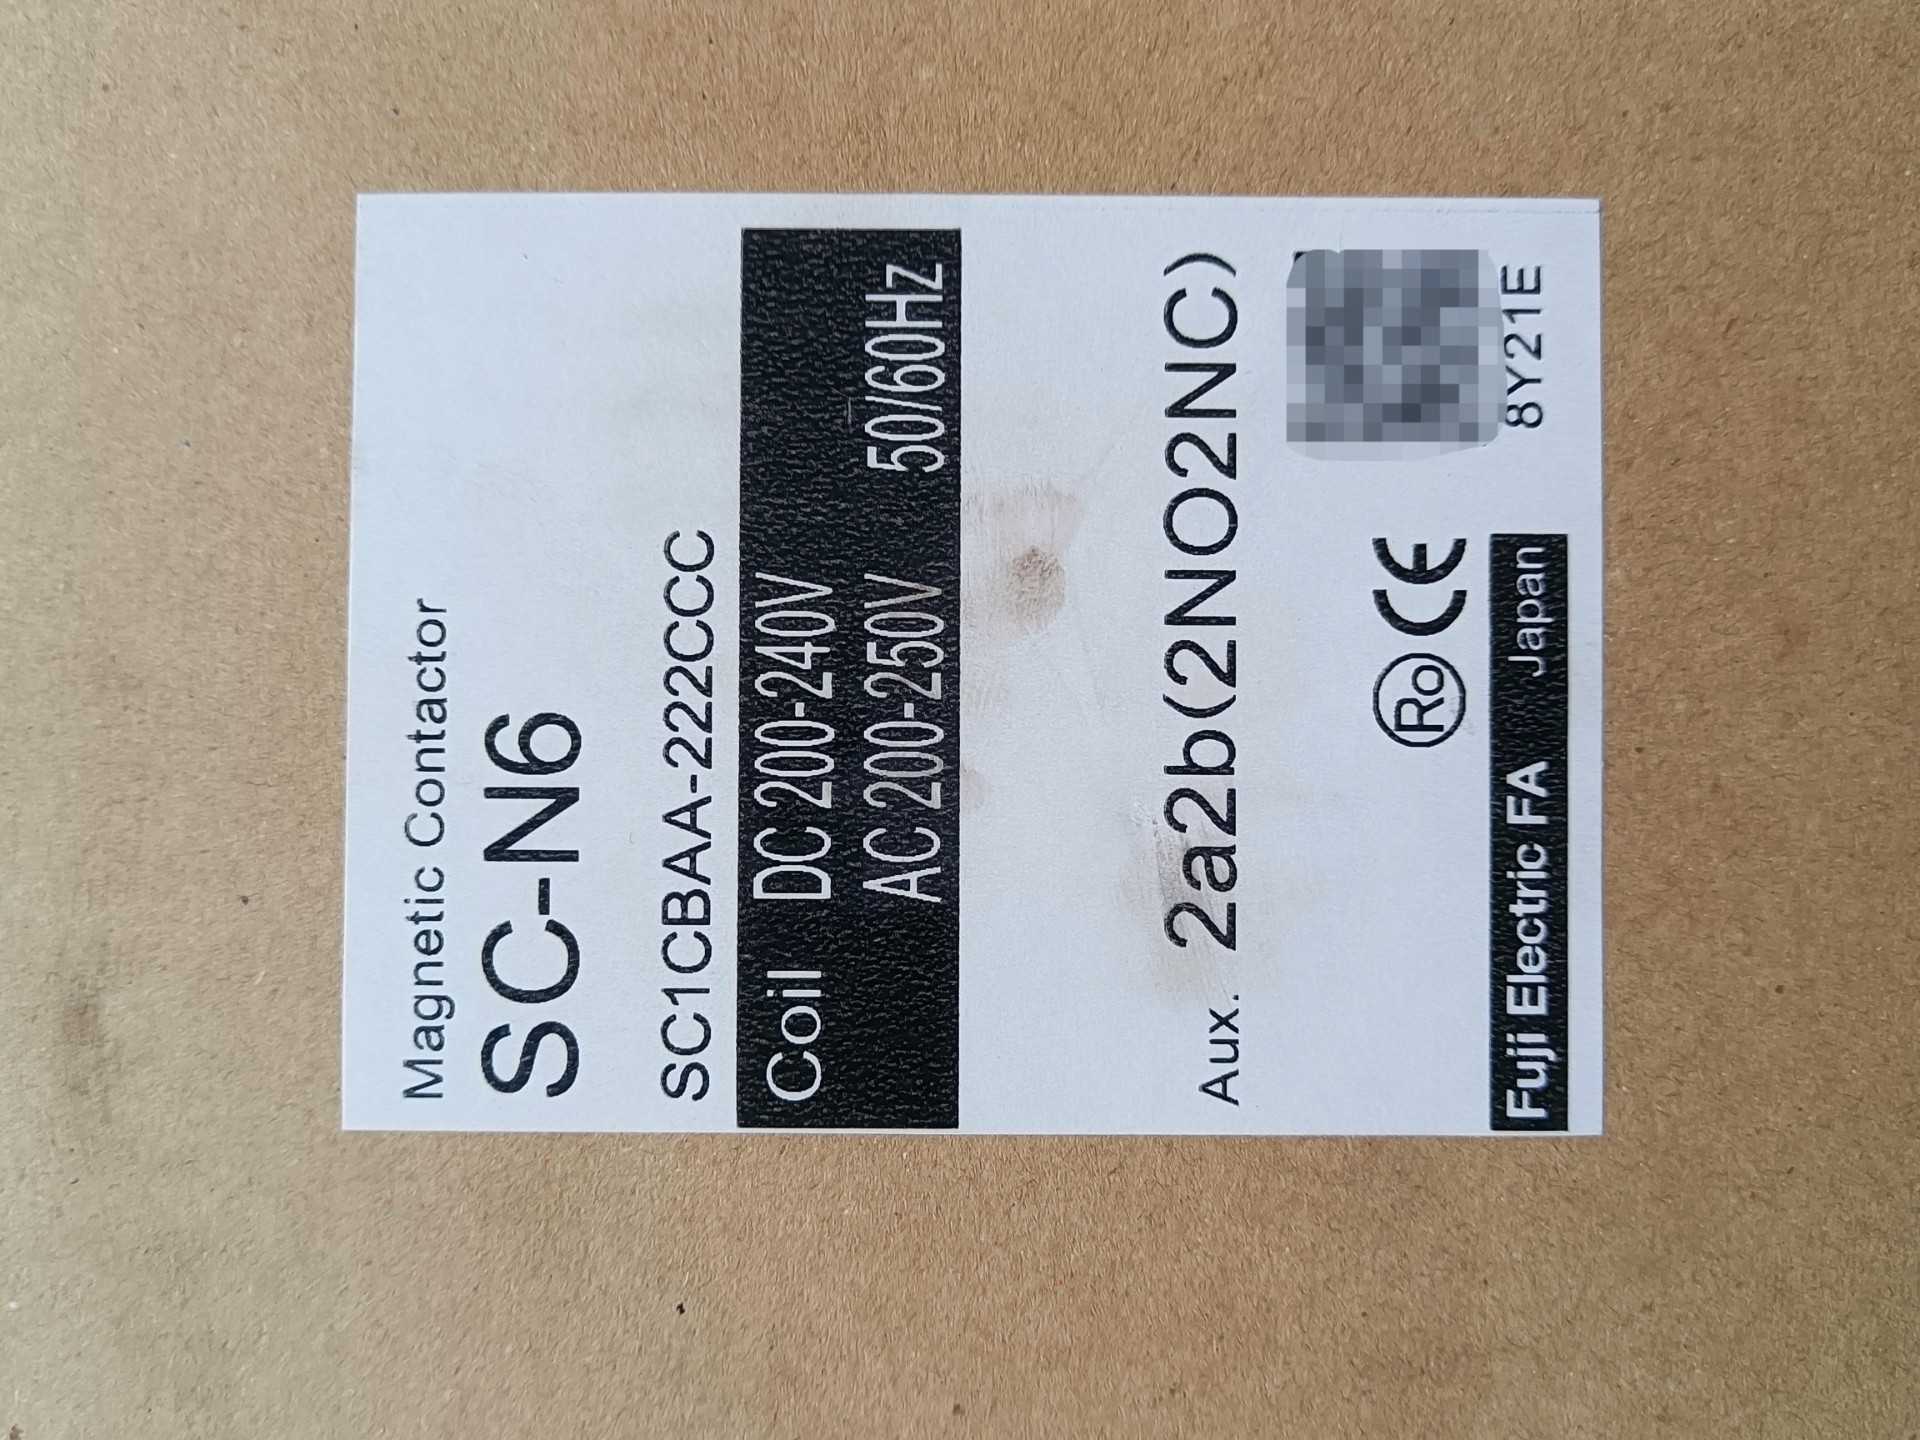 Magnetic Contactor
SC-N6
SC1CBAA-222CCC
Coil DC 200-240V
AC 200-250V 50/60Hz
Aux. 2a2b(2NO2NC)
Ro CE
Fuji Electric FA Japan 8Y21E